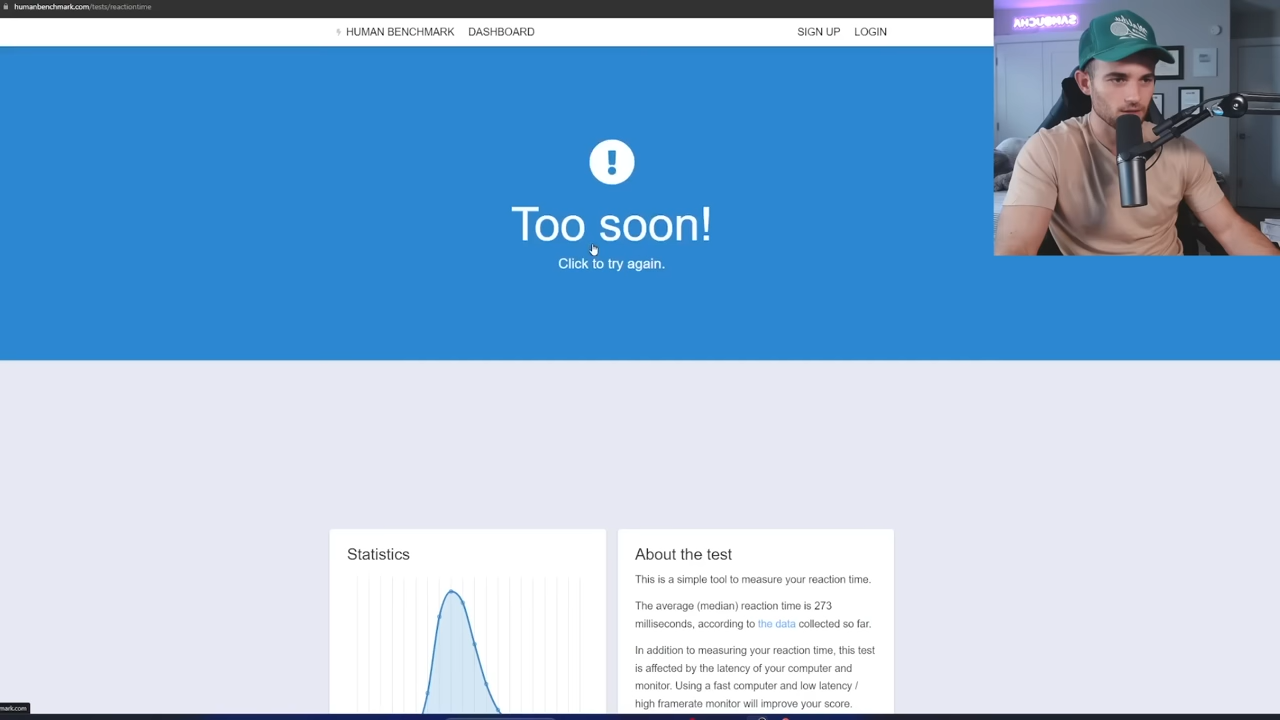 humanbenchmark.com/tests/reactiontime
HUMAN BENCHMARK DASHBOARD SIGN UP LOGIN
SAMBUCHA
Too soon!
Click to try again.
Statistics
About the test
This is a simple tool to measure your reaction time.
The average (median) reaction time is 273
milliseconds, according to the data collected so far.
In addition to measuring your reaction time, this test
is affected by the latency of your computer and
monitor. Using a fast computer and low latency /
high framerate monitor will improve your score.
mark.com